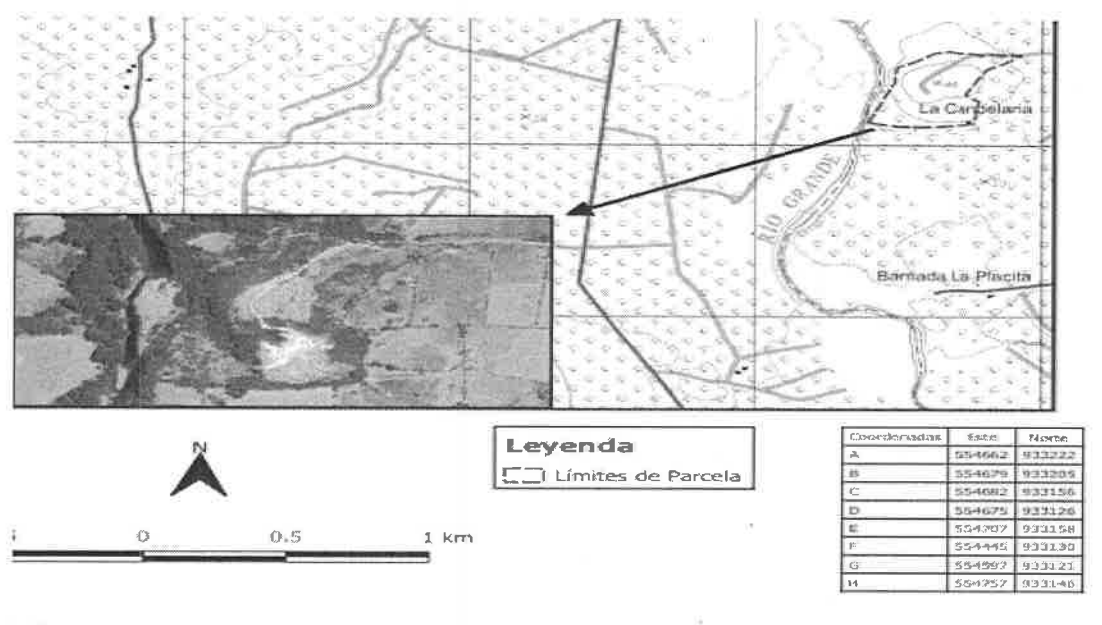 La Candelaria
RIO GRANDE
Barriada La Placita
N
Leyenda
Límites de Parcela
0 0.5 1 km
Coordenadas Este Norte
A 554662 933222
B 554679 933205
C 554682 933156
D 554675 933126
E 554707 933158
F 554445 933130
G 554597 933121
H 554757 933146